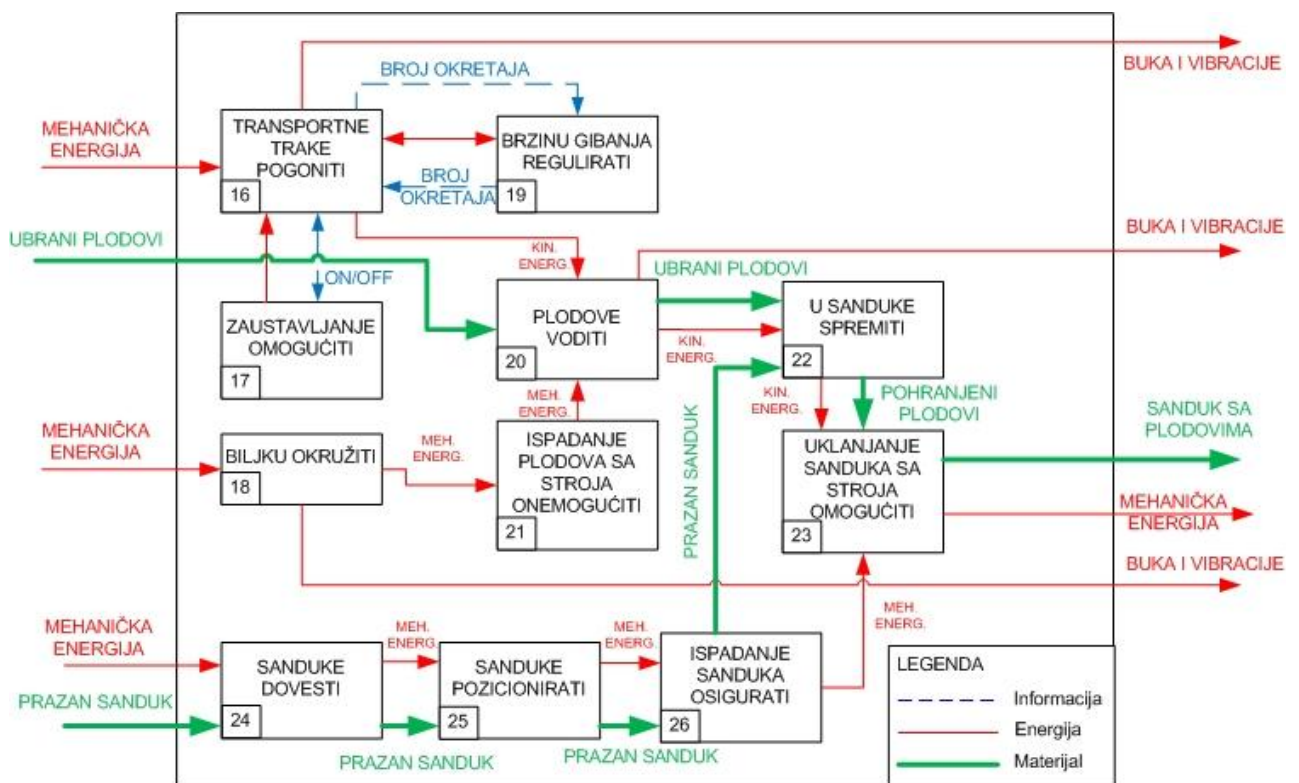 BUKA I VIBRACIJE
BROJ OKRETAJA
MEHANIČKA
ENERGIJA
TRANSPORTNE
TRAKE
POGONITI
16
BRZINU GIBANJA
REGULIRATI
19
BROJ
OKRETAJA
UBRANI PLODOVI
BUKA I VIBRACIJE
KIN.
ENERG.
ON/OFF
UBRANI PLODOVI
ZAUSTAVLJANJE
OMOGUĆITI
17
PLODOVE
VODITI
20
U SANDUKE
SPREMITI
22
KIN.
ENERG.
MEH.
ENERG.
KIN.
ENERG.
POHRANJENI
PLODOVI
SANDUK SA
PLODOVIMA
MEHANIČKA
ENERGIJA
BILJKU OKRUŽITI
18
MEH.
ENERG.
ISPADANJE
PLODOVA SA
STROJA
ONEMOGUĆITI
21
PRAZAN SANDUK
UKLANJANJE
SANDUKA SA
STROJA
OMOGUĆITI
23
MEHANIČKA
ENERGIJA
BUKA I VIBRACIJE
MEHANIČKA
ENERGIJA
SANDUKE
DOVESTI
24
MEH.
ENERG.
SANDUKE
POZICIONIRATI
25
MEH.
ENERG.
ISPADANJE
SANDUKA
OSIGURATI
26
MEH.
ENERG.
PRAZAN SANDUK
PRAZAN SANDUK
PRAZAN SANDUK
LEGENDA
Informacija
Energija
Materijal